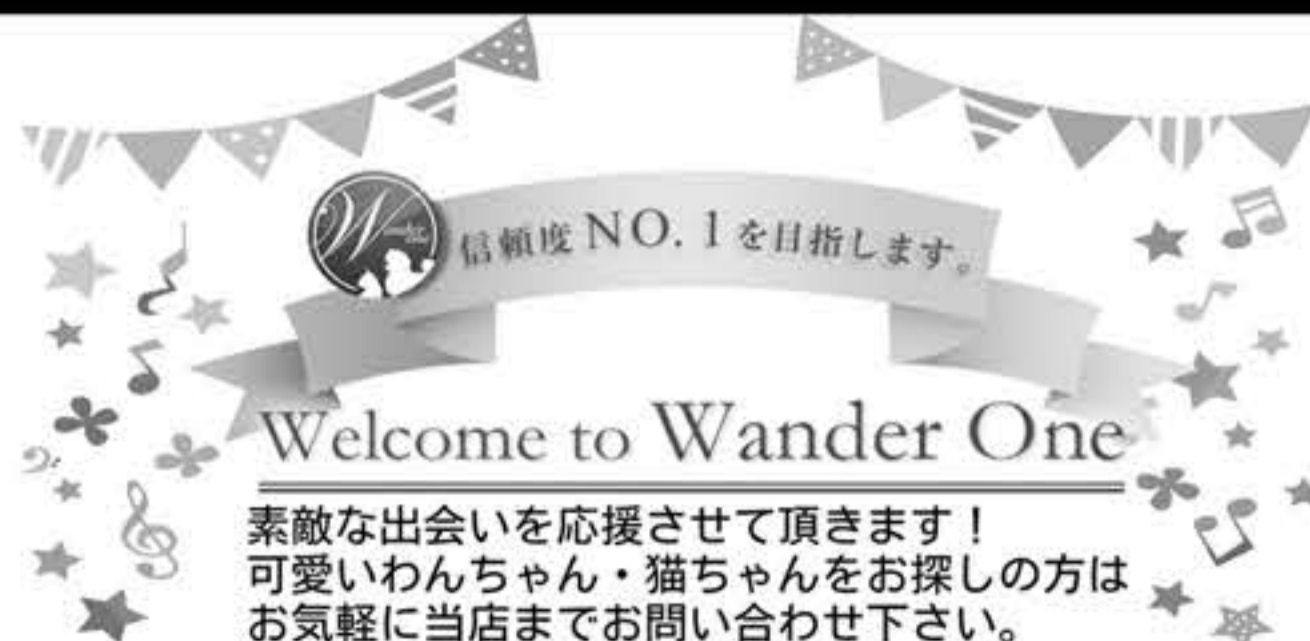 信頼度 NO. 1 を目指します。
Welcome to Wander One
素敵な出会いを応援させて頂きます！
可愛いわんちゃん・猫ちゃんをお探しの方は
お気軽に当店までお問い合わせ下さい。